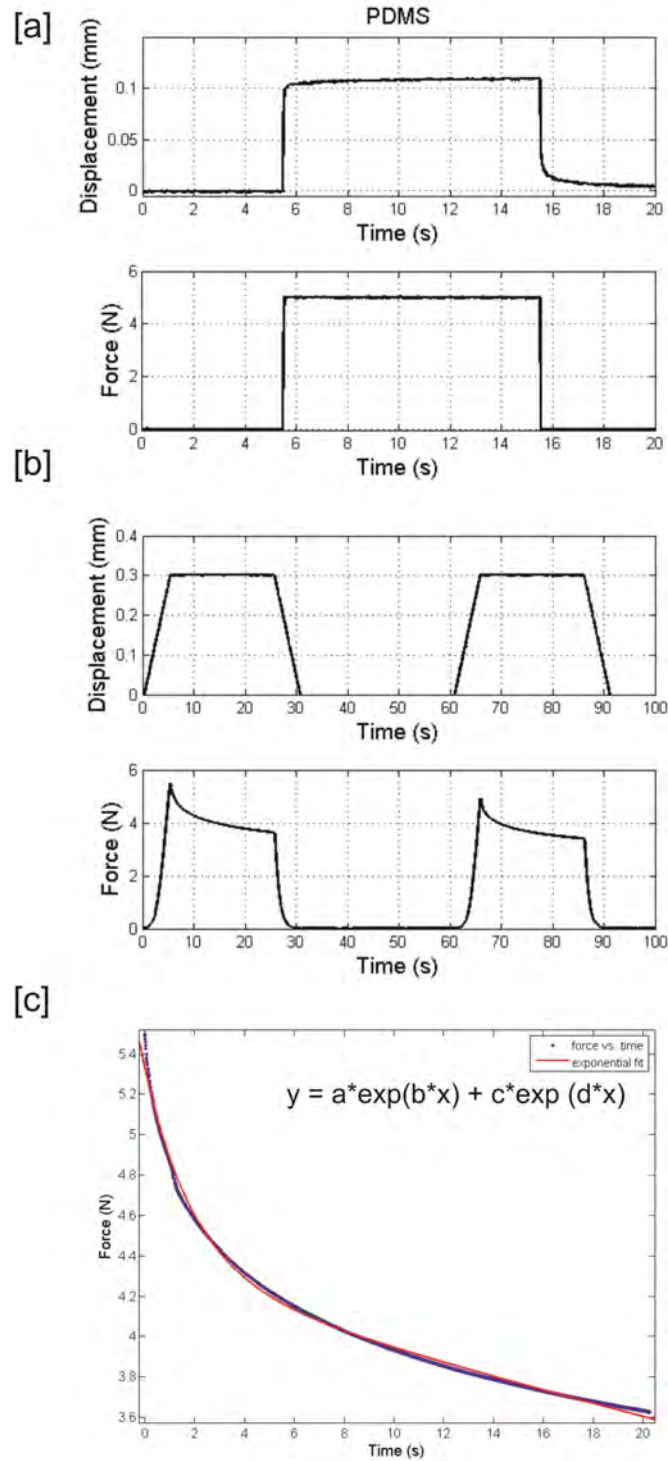 [a]
PDMS
Displacement (mm)
0.1
0.05
0
0 2 4 6 8 10 12 14 16 18 20
Time (s)
Force (N)
6
4
2
0
0 2 4 6 8 10 12 14 16 18 20
Time (s)
[b]
Displacement (mm)
0.4
0.3
0.2
0.1
0
0 10 20 30 40 50 60 70 80 90 100
Time (s)
Force (N)
6
4
2
0
0 10 20 30 40 50 60 70 80 90 100
Time (s)
[c]
force vs. time
exponential fit
y = a*exp(b*x) + c*exp (d*x)
Force (N)
5.4
5.2
5
4.8
4.6
4.4
4.2
4
3.8
3.6
0 2 4 6 8 10 12 14 16 18 20
Time (s)